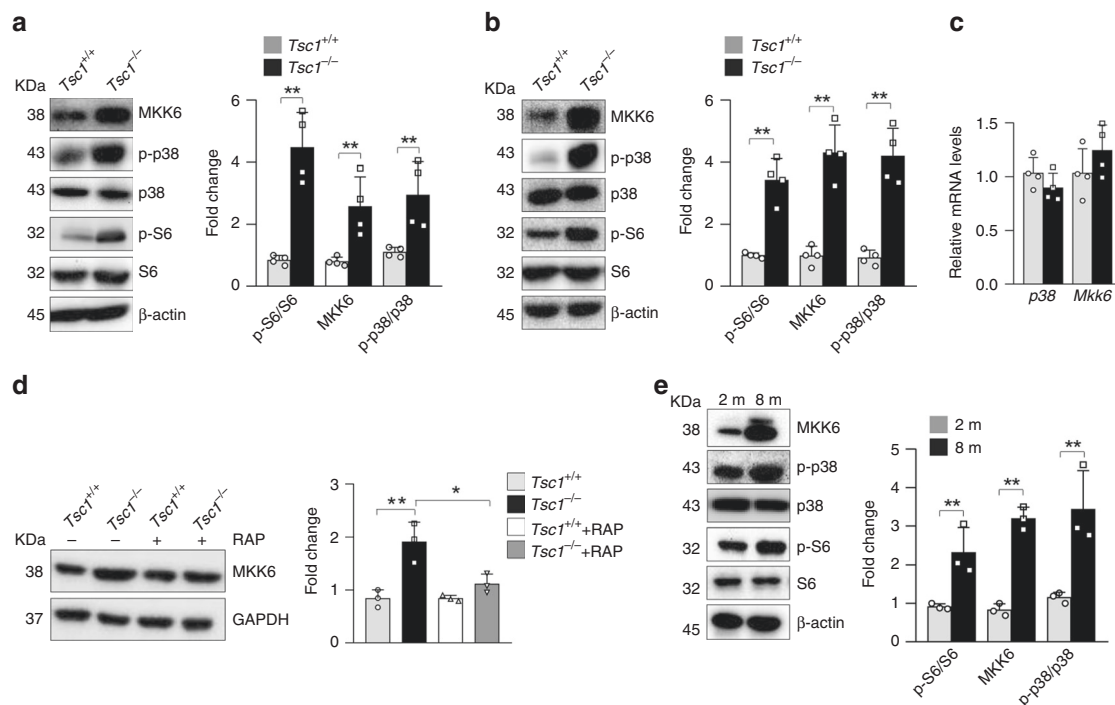 a
KDa
Tsc1+/+
Tsc1–/–
38 MKK6
43 p-p38
43 p38
32 p-S6
32 S6
45 β-actin
Tsc1+/+
Tsc1–/–
Fold change
6
4
2
0
** ** **
p-S6/S6 MKK6 p-p38/p38
b
KDa
Tsc1+/+
Tsc1–/–
38 MKK6
43 p-p38
43 p38
32 p-S6
32 S6
45 β-actin
Tsc1+/+
Tsc1–/–
Fold change
6
4
2
0
** ** **
p-S6/S6 MKK6 p-p38/p38
c
Relative mRNA levels
1.5
1.0
0.5
0.0
p38 Mkk6
d
Tsc1+/+ Tsc1–/– Tsc1+/+ Tsc1–/–
KDa – – + + RAP
38 MKK6
37 GAPDH
Fold change
3
2
1
0
** *
Tsc1+/+
Tsc1–/–
Tsc1+/++RAP
Tsc1–/–+RAP
e
KDa 2 m 8 m
38 MKK6
43 p-p38
43 p38
32 p-S6
32 S6
45 β-actin
2 m
8 m
Fold change
5
4
3
2
1
0
** ** **
p-S6/S6 MKK6 p-p38/p38